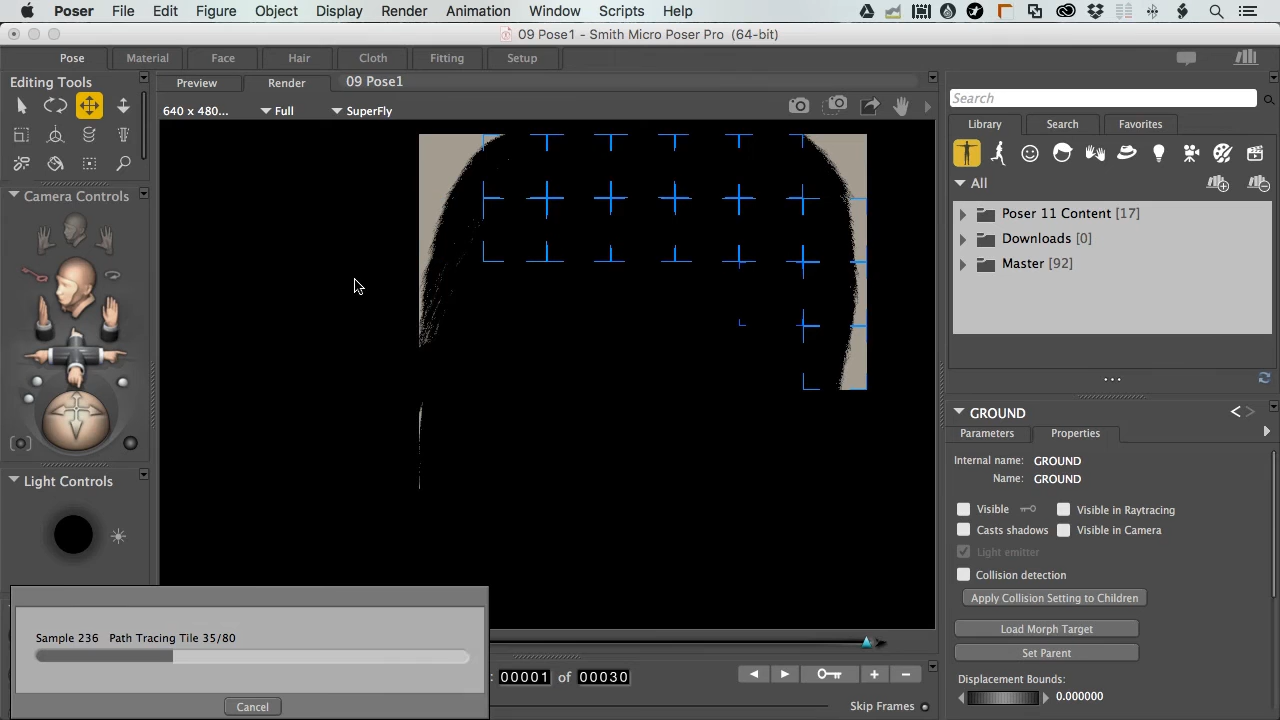 Poser File Edit Figure Object Display Render Animation Window Scripts Help
09 Pose1 - Smith Micro Poser Pro (64-bit)
Pose Material Face Hair Cloth Fitting Setup
Editing Tools
Preview Render 09 Pose1
640 x 480... Full SuperFly
Camera Controls
Light Controls
Search
Library Search Favorites
All
Poser 11 Content [17]
Downloads [0]
Master [92]
GROUND
Parameters Properties
Internal name: GROUND
Name: GROUND
Visible Visible in Raytracing
Casts shadows Visible in Camera
Light emitter
Collision detection
Apply Collision Setting to Children
Load Morph Target
Set Parent
Displacement Bounds:
0.000000
Sample 236 Path Tracing Tile 35/80
Cancel
: 00001 of 00030
Skip Frames